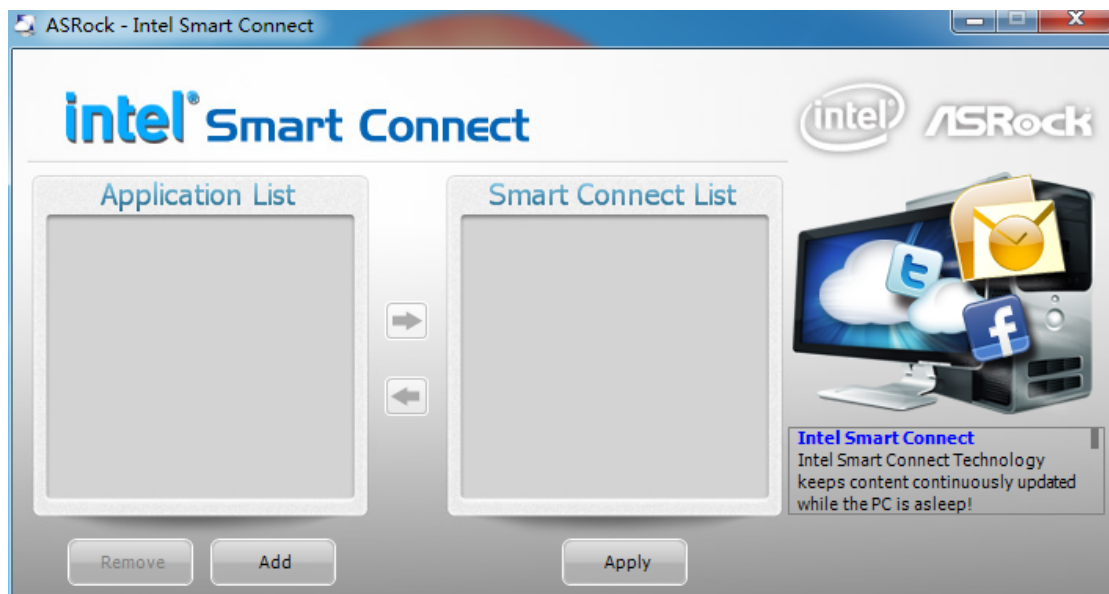 ASRock - Intel Smart Connect
intel® Smart Connect
intel® ASRock
Application List
Smart Connect List
Intel Smart Connect
Intel Smart Connect Technology
keeps content continuously updated
while the PC is asleep!
Remove
Add
Apply